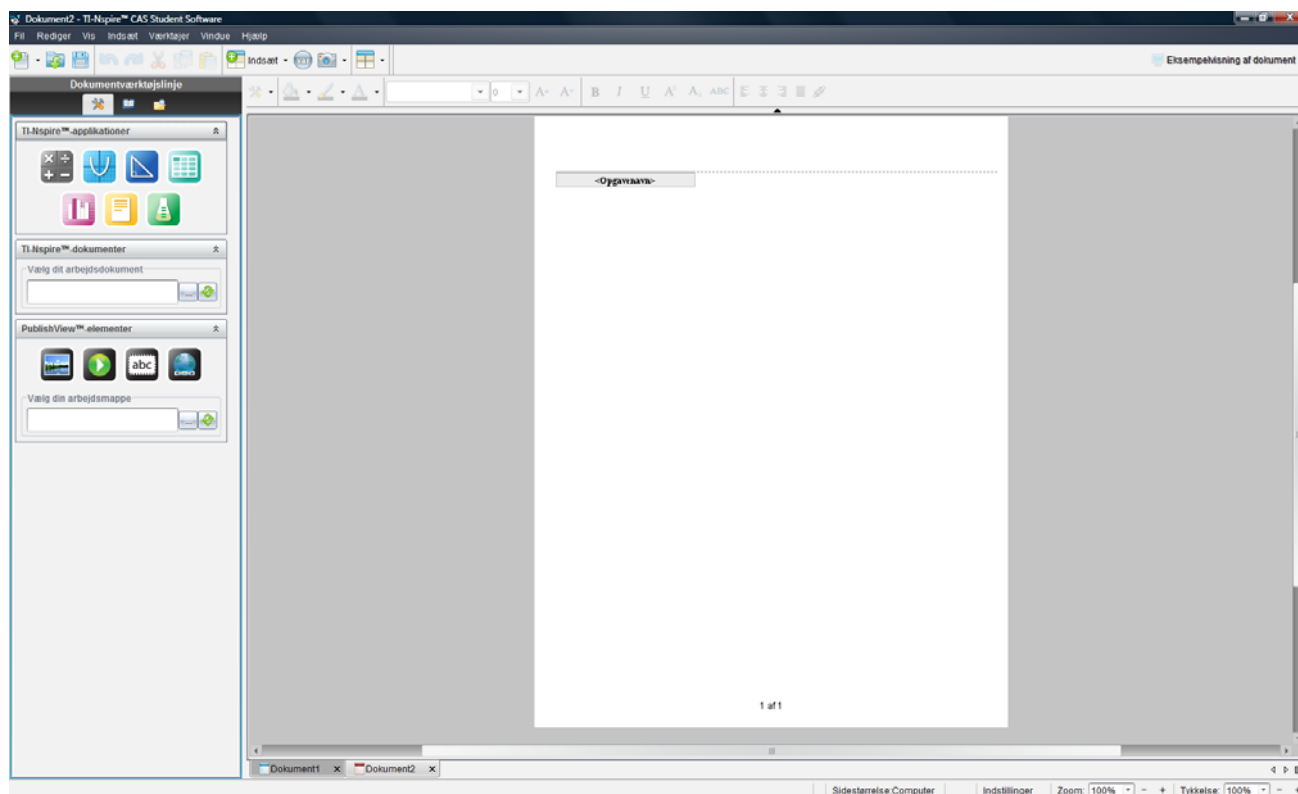 Dokument2 - TI-Nspire™ CAS Student Software
Fil Rediger Vis Indsæt Værktøjer Vindue Hjælp
Indsæt
Eksempelvisning af dokument
Dokumentværktøjslinje
0
B I U ABC
TI-Nspire™-applikationer
<Opgavenavn>
TI-Nspire™-dokumenter
Vælg dit arbejdsdokument
PublishView™-elementer
abc
Vælg din arbejdsmappe
1 af 1
Dokument1 x Dokument2 x
Sidestørrelse:Computer Indstillinger Zoom: 100% - + Tykkelse: 100% - +